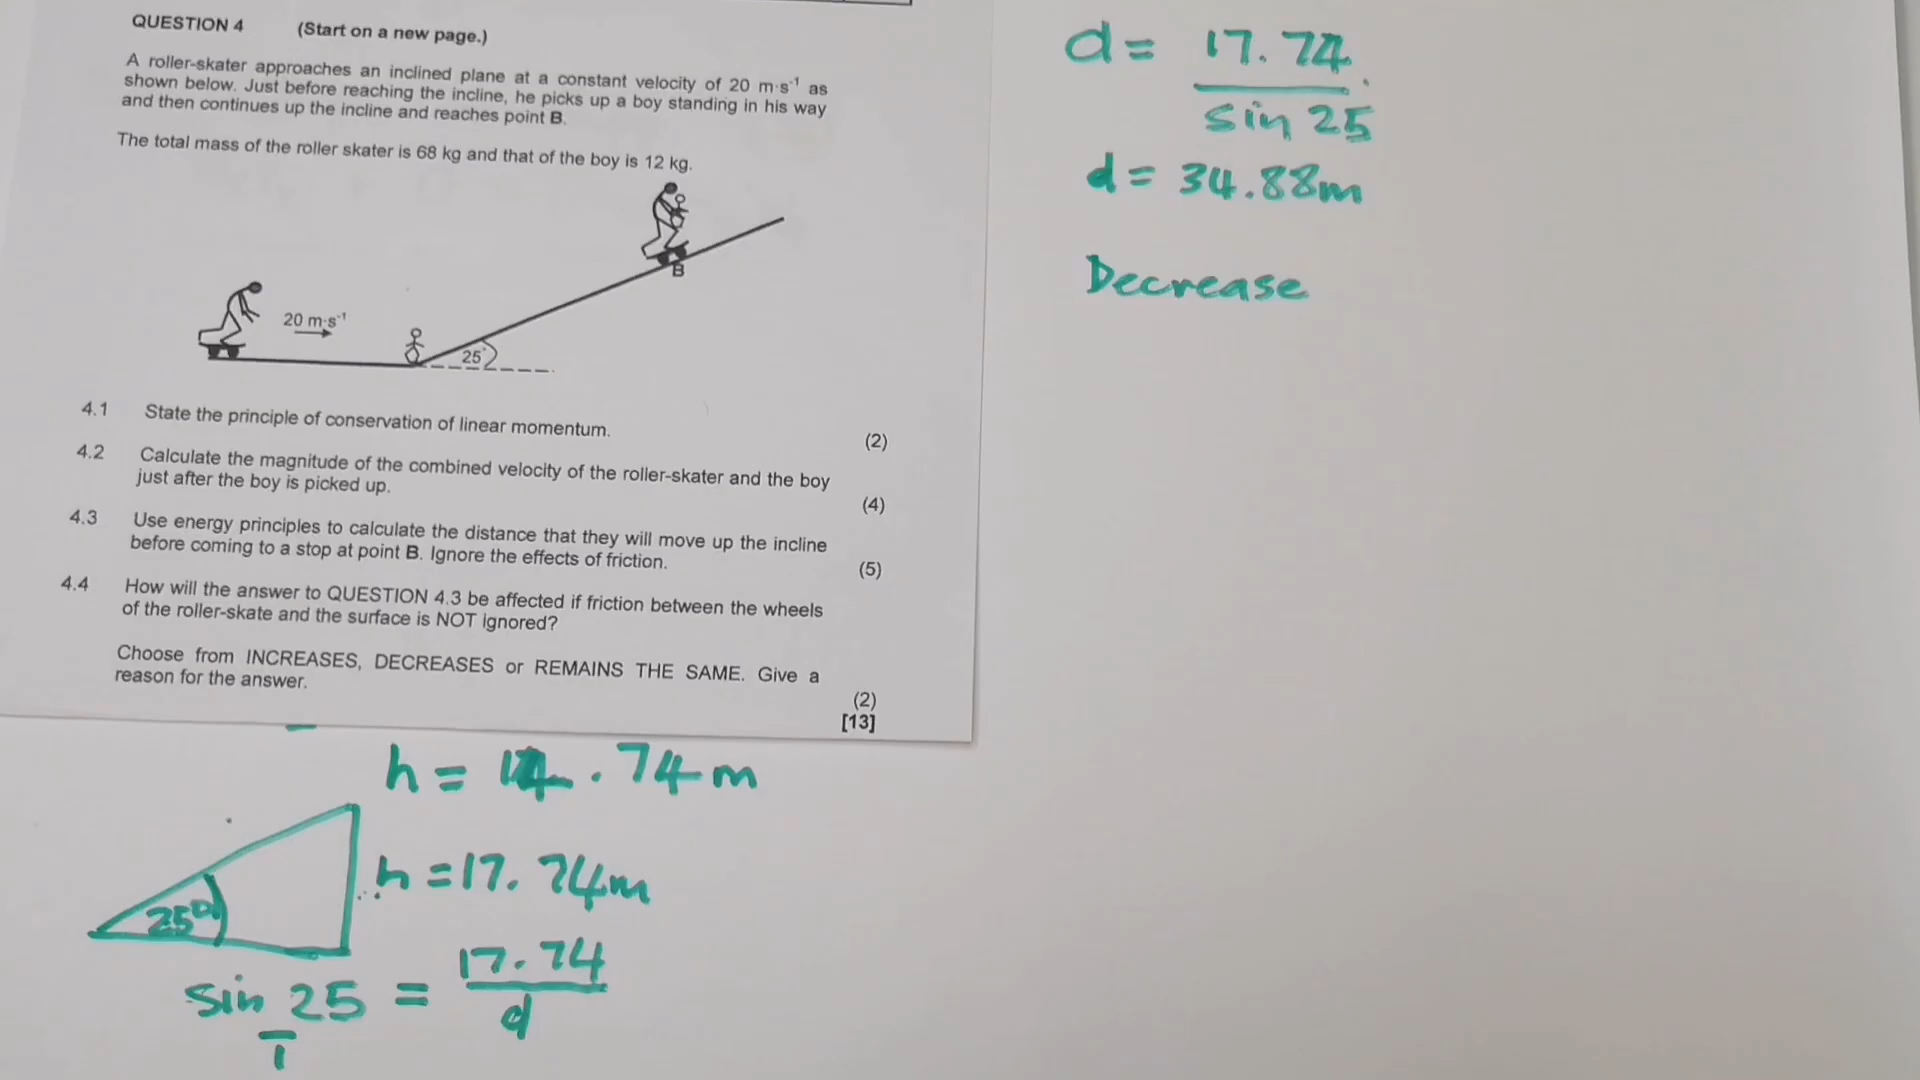 QUESTION 4 (Start on a new page.)
A roller-skater approaches an inclined plane at a constant velocity of 20 m·s⁻¹ as
shown below. Just before reaching the incline, he picks up a boy standing in his way
and then continues up the incline and reaches point B.
The total mass of the roller skater is 68 kg and that of the boy is 12 kg.
B
20 m·s⁻¹
25°
4.1 State the principle of conservation of linear momentum. (2)
4.2 Calculate the magnitude of the combined velocity of the roller-skater and the boy
just after the boy is picked up. (4)
4.3 Use energy principles to calculate the distance that they will move up the incline
before coming to a stop at point B. Ignore the effects of friction. (5)
4.4 How will the answer to QUESTION 4.3 be affected if friction between the wheels
of the roller-skate and the surface is NOT ignored?
Choose from INCREASES, DECREASES or REMAINS THE SAME. Give a
reason for the answer. (2)
[13]
h = 17.74 m
25°
h = 17.74m
sin 25 = 17.74
1 d
d = 17.74
sin 25
d = 34.88m
Decrease